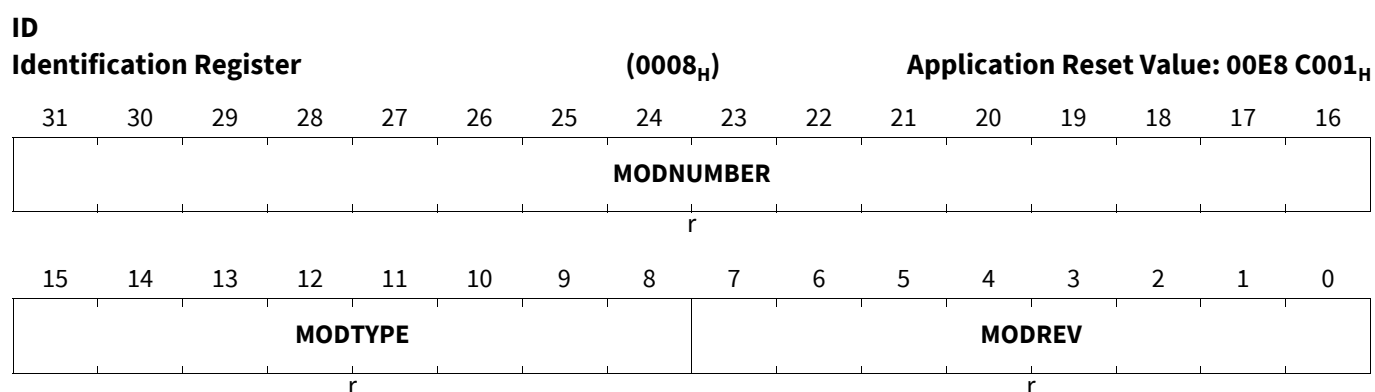 ID
Identification Register (0008H) Application Reset Value: 00E8 C001H
31 30 29 28 27 26 25 24 23 22 21 20 19 18 17 16
MODNUMBER
r
15 14 13 12 11 10 9 8 7 6 5 4 3 2 1 0
MODTYPE MODREV
r r